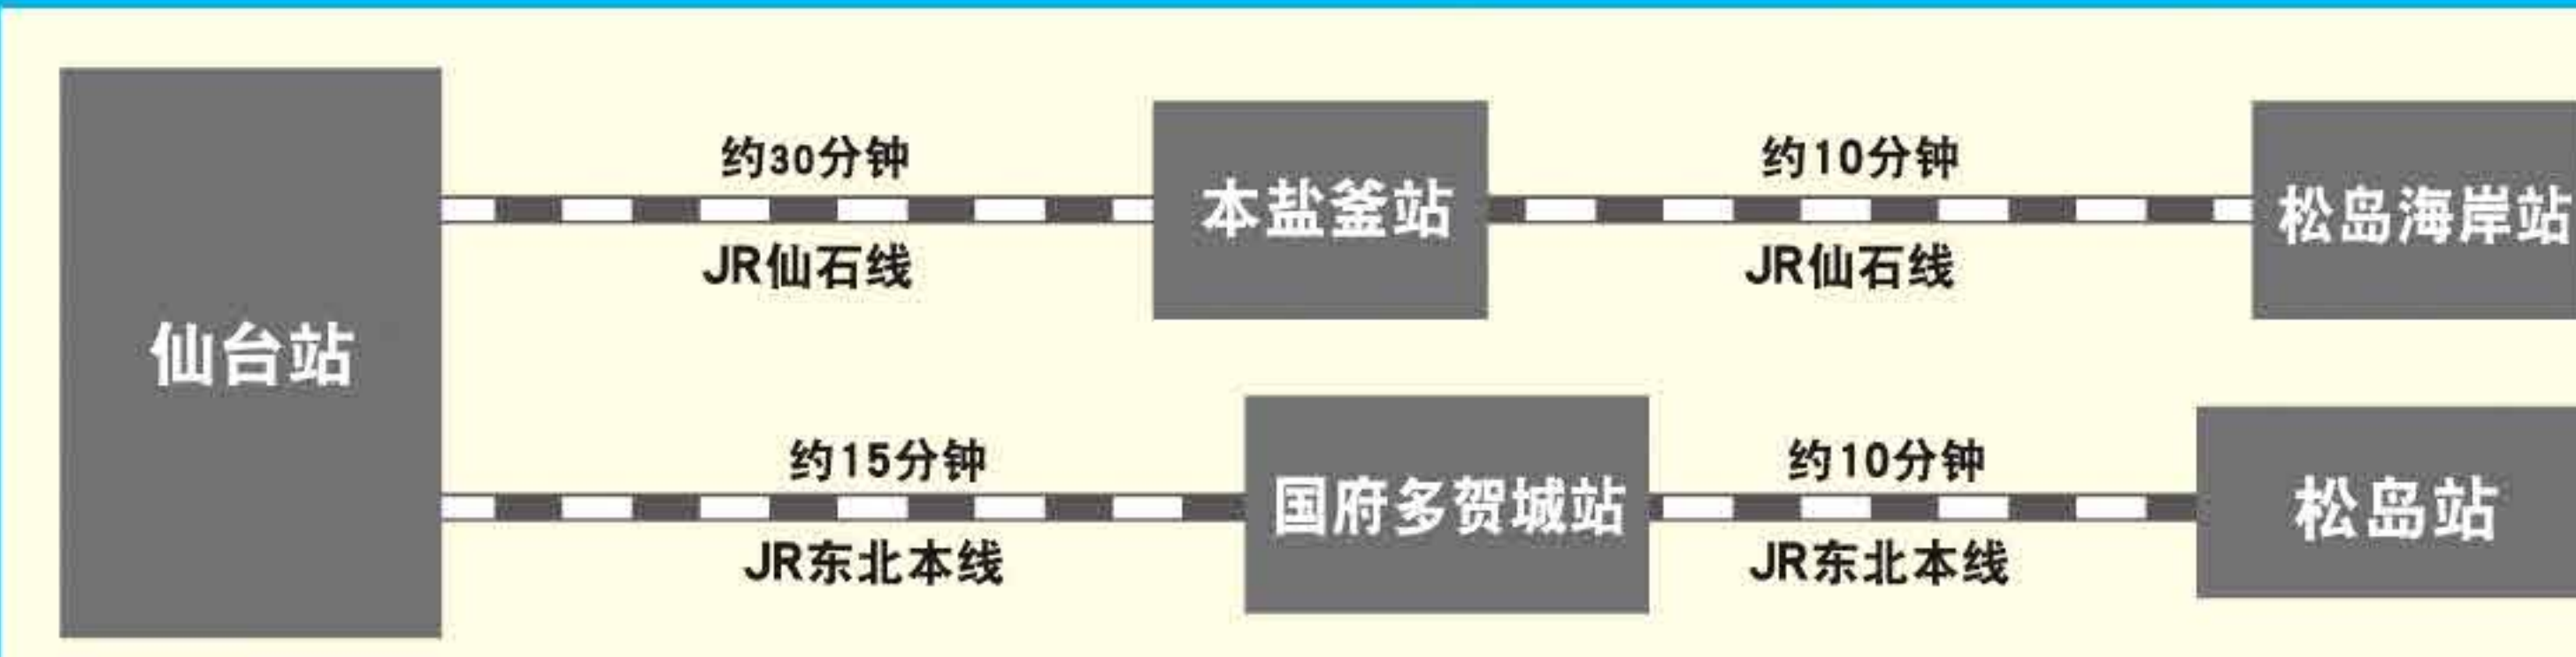 仙台站
约30分钟
JR仙石线
本盐釜站
约10分钟
JR仙石线
松岛海岸站
约15分钟
JR东北本线
国府多贺城站
约10分钟
JR东北本线
松岛站